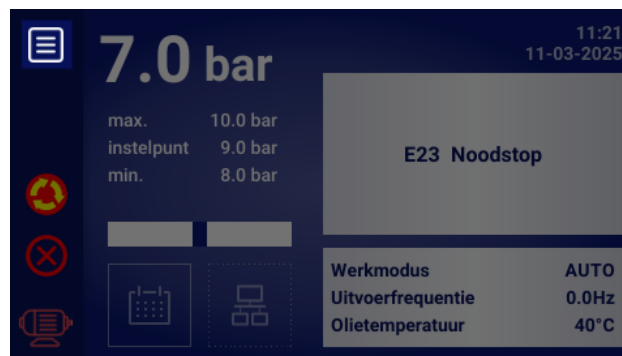 11:21
11-03-2025
7.0 bar
max. 10.0 bar
instelpunt 9.0 bar
min. 8.0 bar
E23 Noodstop
Werkmodus AUTO
Uitvoerfrequentie 0.0Hz
Olietemperatuur 40°C